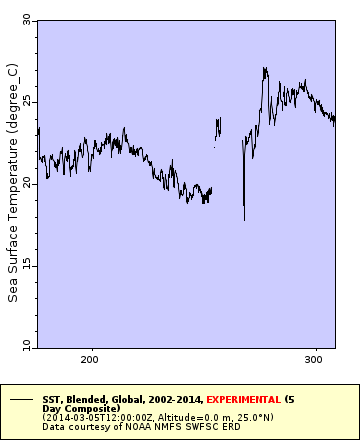 30
25
20
15
10
Sea Surface Temperature (degree_C)
200
300
SST, Blended, Global, 2002-2014, EXPERIMENTAL (5
Day Composite)
(2014-03-05T12:00:00Z, Altitude=0.0 m, 25.0°N)
Data courtesy of NOAA NMFS SWFSC ERD